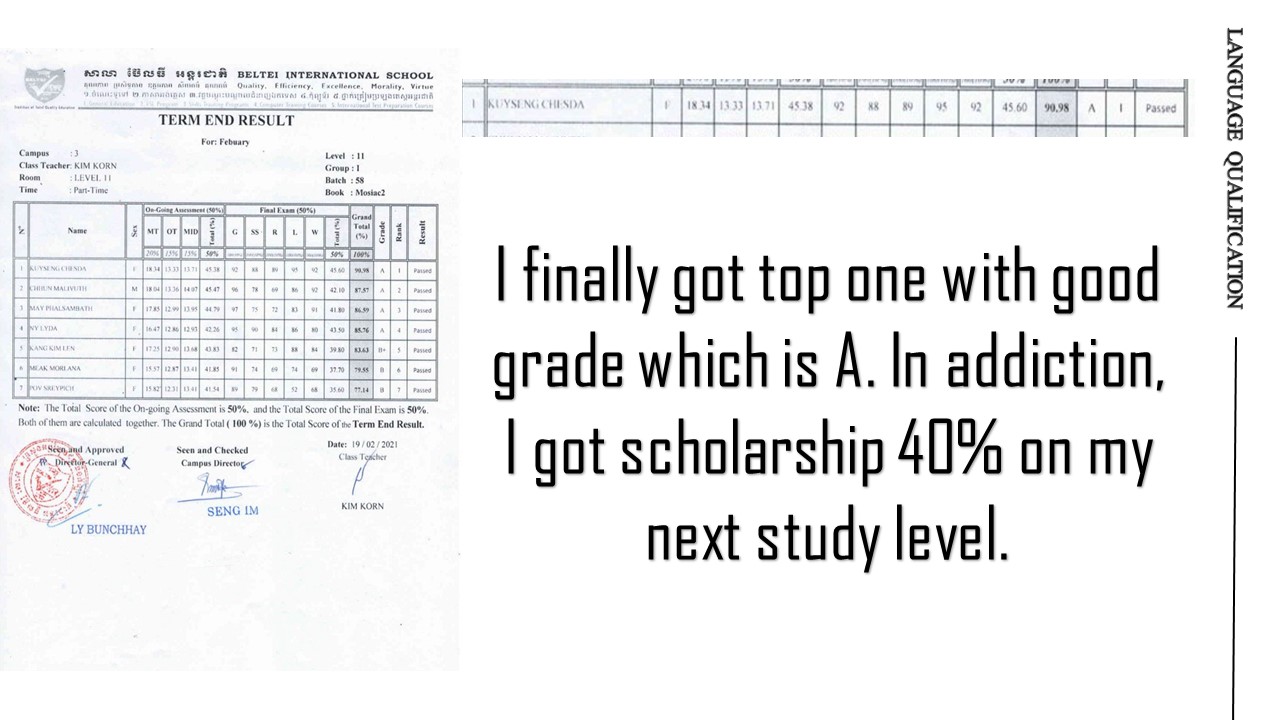 សាលា ប៊ែលធី អន្តរជាតិ BELTEI INTERNATIONAL SCHOOL
Quality, Efficiency, Excellence, Morality, Virtue
TERM END RESULT
For: Febuary
Campus : 3
Class Teacher: KIM KORN
Room : LEVEL 11
Time : Part-Time
Level : 11
Group : 1
Batch : 58
Book : Mosiac2
№ Name Sex On-Going Assessment (50%) Final Exam (50%) Grand Total (%) Grade Rank Result
MT OT MID Total (%) G SS R L W Total (%)
20% 15% 15% 50% 50% 100%
1 KUYSENG CHESDA F 18.34 13.33 13.71 45.38 92 88 89 95 92 45.60 90.98 A 1 Passed
2 CHHUN MALIVUTH M 18.04 13.36 14.07 45.47 96 78 69 86 92 42.10 87.57 A 2 Passed
3 MAY PHALSAMBATH F 17.85 12.99 13.95 44.79 97 75 72 83 91 41.80 86.59 A 3 Passed
4 NY LYDA F 16.47 12.86 12.93 42.26 95 90 84 86 80 43.50 85.76 A 4 Passed
5 KANG KIM LEN F 17.25 12.90 13.68 43.83 82 71 73 88 84 39.80 83.63 B+ 5 Passed
6 MEAK MORLANA F 15.57 12.87 13.41 41.85 91 74 69 74 69 37.70 79.55 B 6 Passed
7 POV SREYPICH F 15.82 12.31 13.41 41.54 89 79 68 52 68 35.60 77.14 B 7 Passed
Note: The Total Score of the On-going Assessment is 50%, and the Total Score of the Final Exam is 50%.
Both of them are calculated together. The Grand Total ( 100 %) is the Total Score of the Term End Result.
Seen and Approved
Director-General
LY BUNCHHAY
Seen and Checked
Campus Director
SENG IM
Date: 19 / 02 / 2021
Class Teacher
KIM KORN
1 KUYSENG CHESDA F 18.34 13.33 13.71 45.38 92 88 89 95 92 45.60 90.98 A 1 Passed
I finally got top one with good
grade which is A. In addiction,
I got scholarship 40% on my
next study level.
LANGUAGE QUALIFICATION